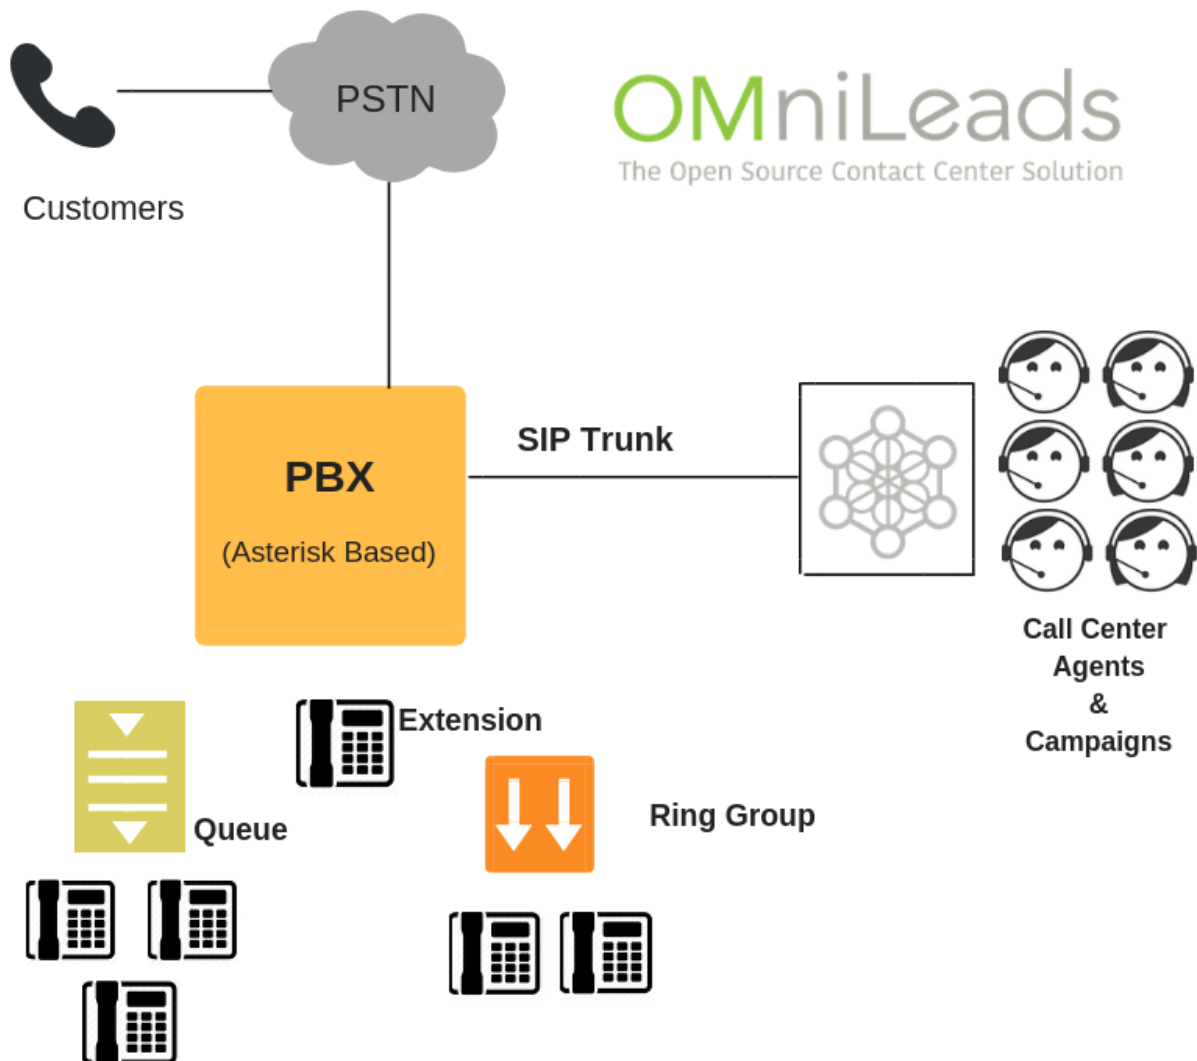 PSTN
OMniLeads
The Open Source Contact Center Solution
Customers
SIP Trunk
PBX
(Asterisk Based)
Call Center
Agents
&
Campaigns
Extension
Ring Group
Queue